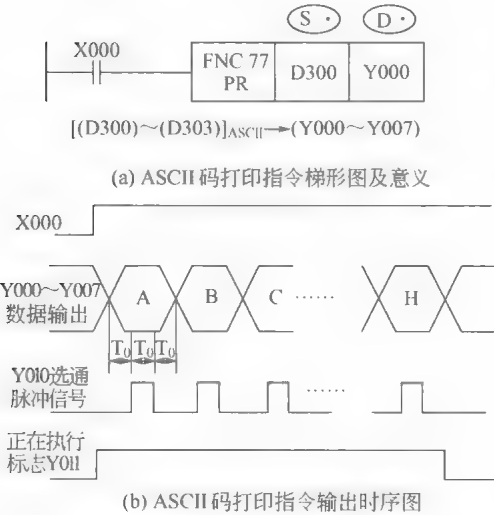 S· D·
X000
FNC 77 PR D300 Y000
[(D300)～(D303)]ASCII→(Y000～Y007)
(a) ASCII码打印指令梯形图及意义
X000
Y000～Y007
数据输出
A B C …… H
T0 T0 T0
Y010选通
脉冲信号
……
正在执行
标志Y011
(b) ASCII码打印指令输出时序图